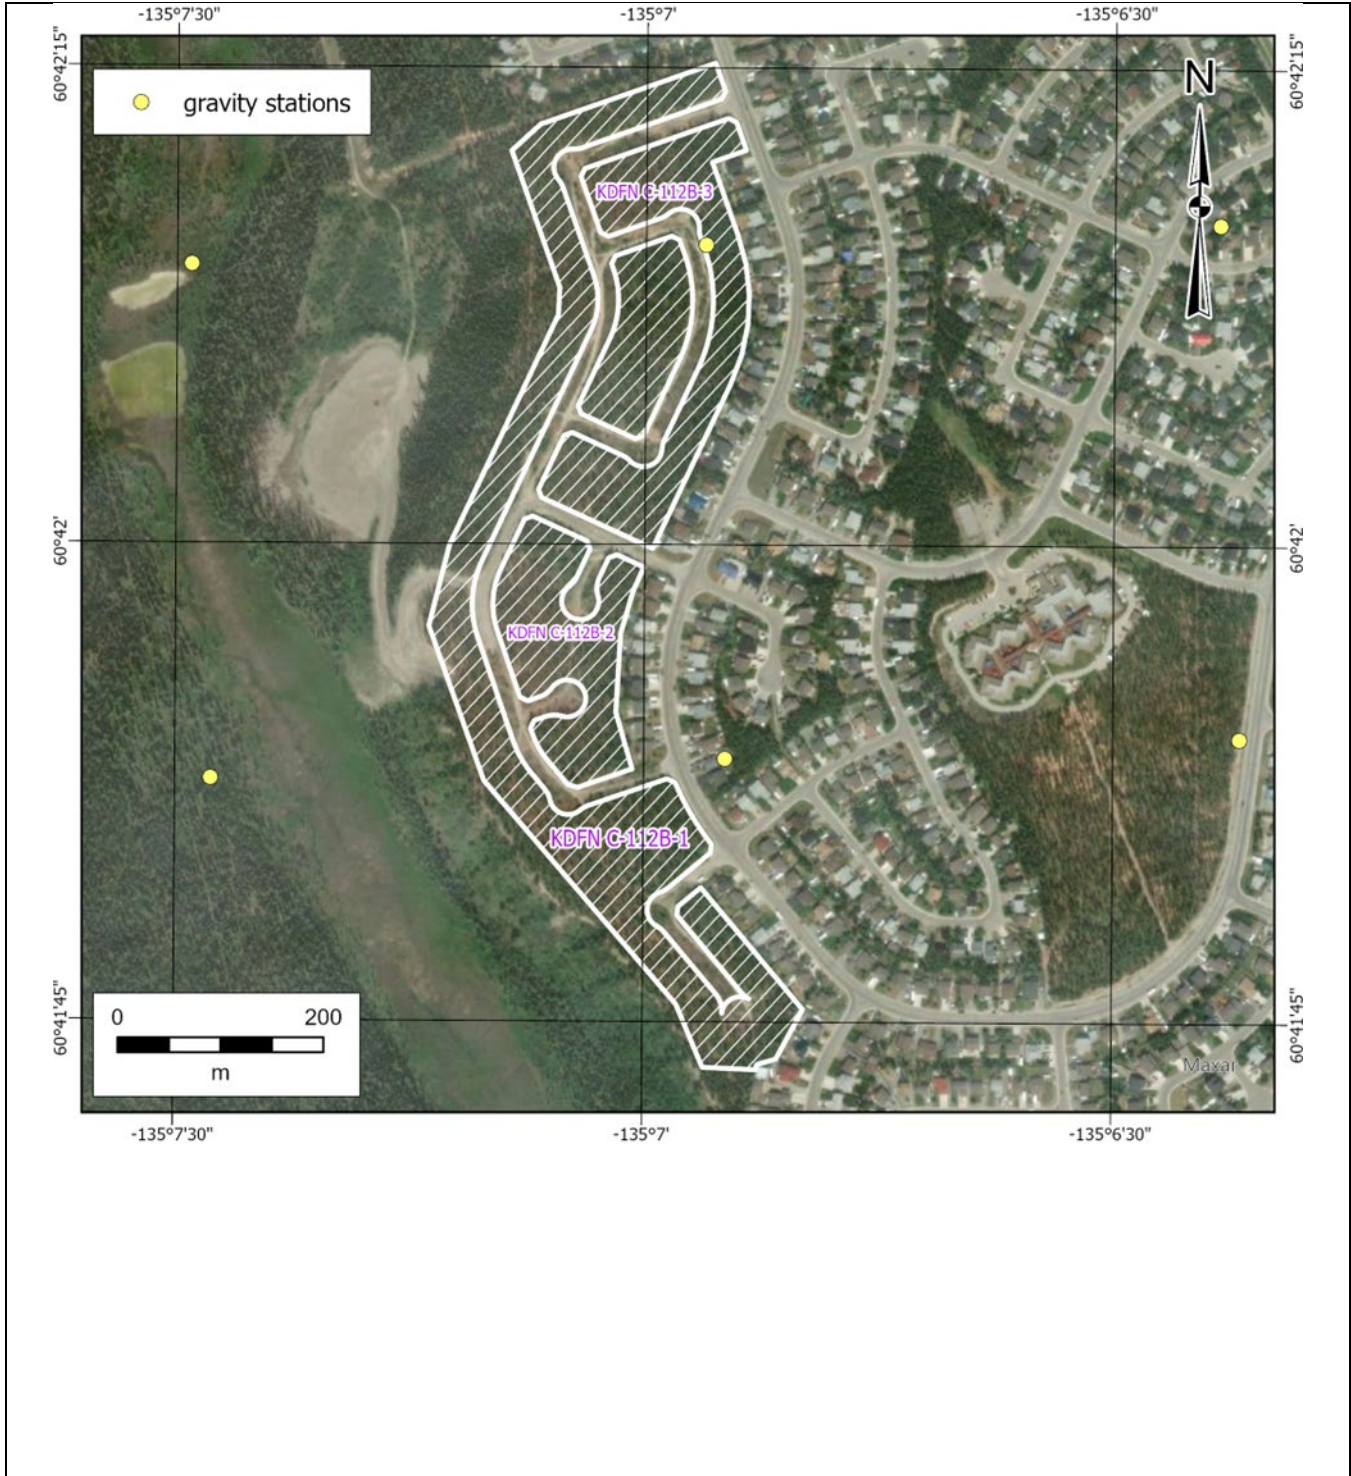 -135°7'30" -135°7' -135°6'30"
60°42'15"
60°42'15"
gravity stations
N
KDFN C-112B-3
60°42'
60°42'
KDFN C-112B-2
KDFN C-112B-1
60°41'45"
60°41'45"
0 200
m
Maxar
-135°7'30" -135°7' -135°6'30"